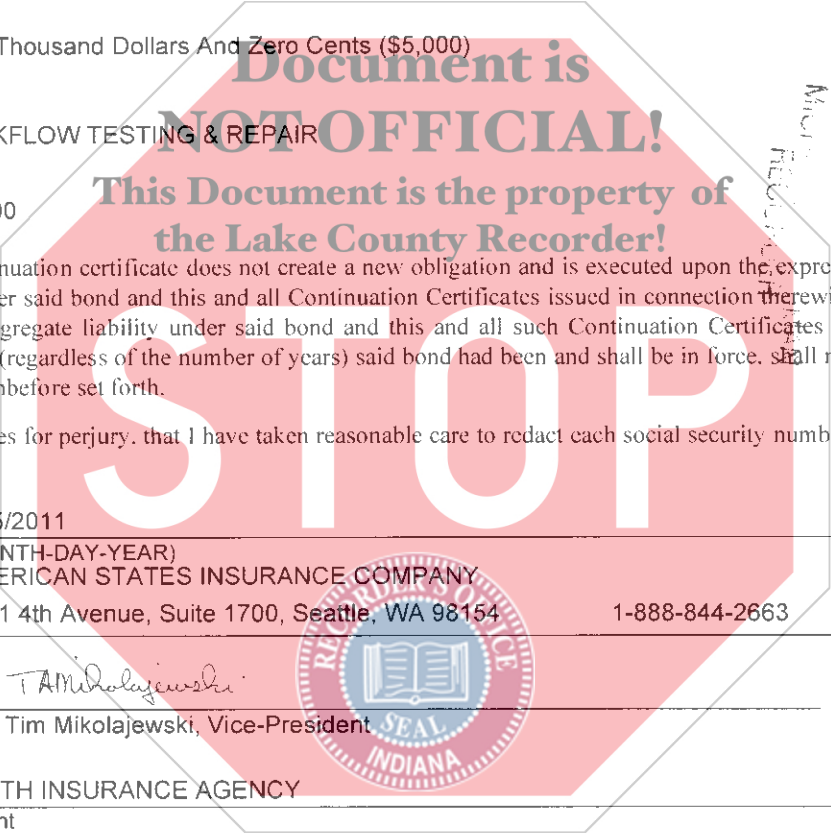 Thousand Dollars And Zero Cents ($5,000)
Document is
NOT OFFICIAL!
KFLOW TESTING & REPAIR
This Document is the property of
00
the Lake County Recorder!
nuation certificate does not create a new obligation and is executed upon the expre
er said bond and this and all Continuation Certificates issued in connection therewi
gregate liability under said bond and this and all such Continuation Certificates
(regardless of the number of years) said bond had been and shall be in force. shall
nbefore set forth.
es for perjury. that I have taken reasonable care to redact each social security numb
STOP
5/2011
NTH-DAY-YEAR)
ERICAN STATES INSURANCE COMPANY
1 4th Avenue, Suite 1700, Seattle, WA 98154 1-888-844-2663
TAMikolajewski
Tim Mikolajewski, Vice-President
RECORDER'S OFFICE
SEAL
INDIANA
TH INSURANCE AGENCY
nt